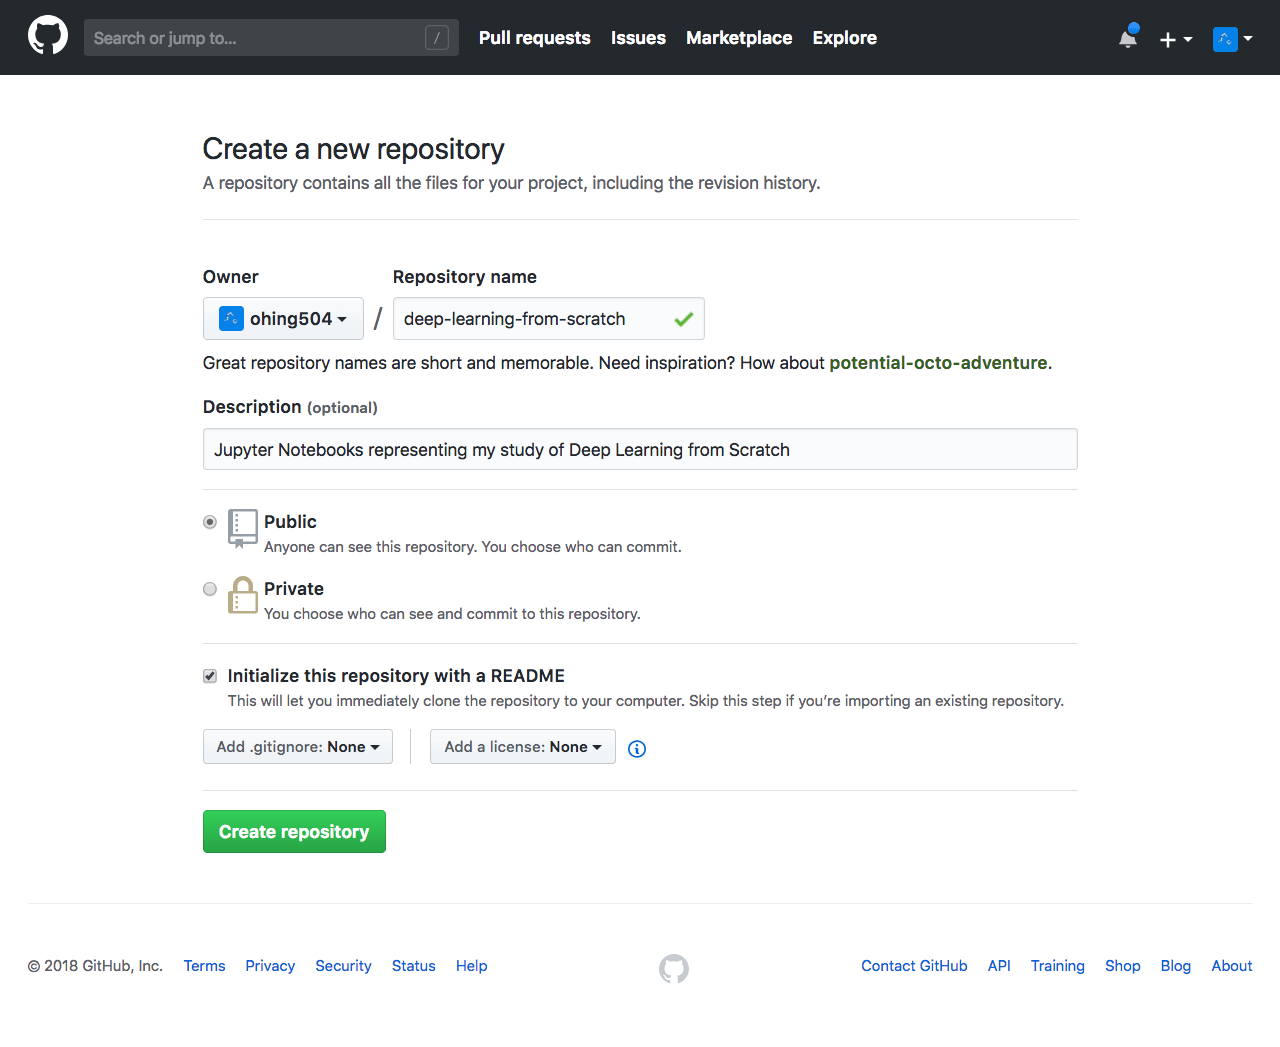 Search or jump to... / Pull requests Issues Marketplace Explore
Create a new repository
A repository contains all the files for your project, including the revision history.
Owner Repository name
ohing504 / deep-learning-from-scratch
Great repository names are short and memorable. Need inspiration? How about potential-octo-adventure.
Description (optional)
Jupyter Notebooks representing my study of Deep Learning from Scratch
Public
Anyone can see this repository. You choose who can commit.
Private
You choose who can see and commit to this repository.
Initialize this repository with a README
This will let you immediately clone the repository to your computer. Skip this step if you’re importing an existing repository.
Add .gitignore: None Add a license: None
Create repository
© 2018 GitHub, Inc. Terms Privacy Security Status Help Contact GitHub API Training Shop Blog About